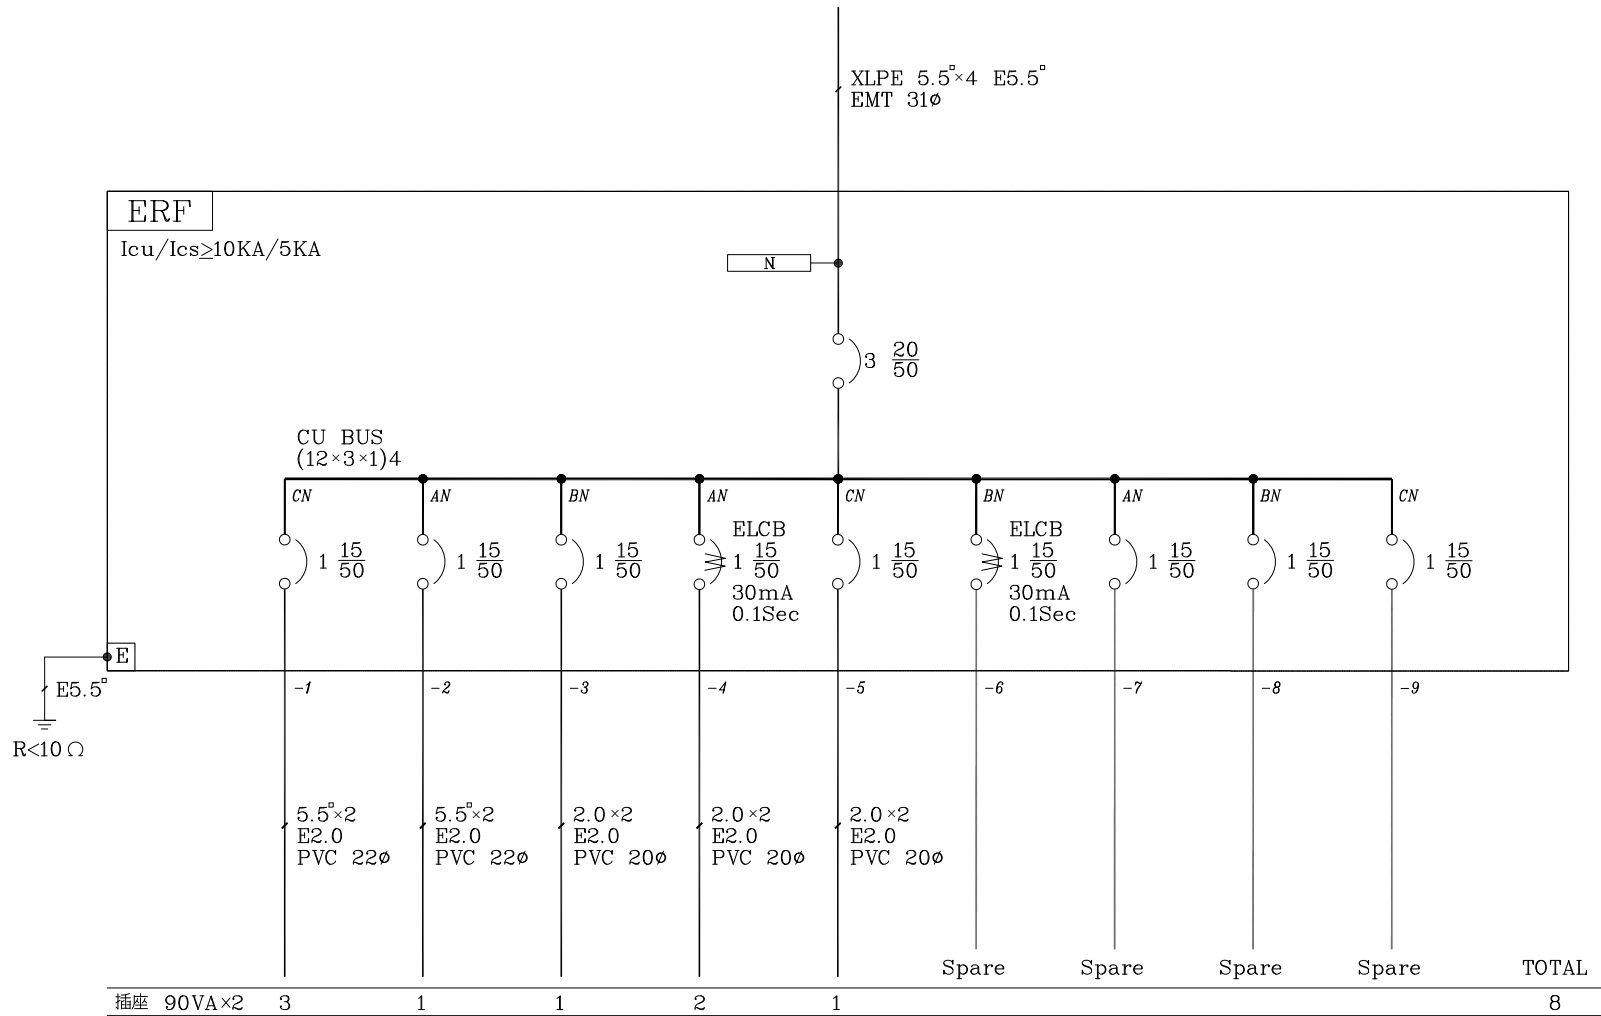 XLPE 5.5□×4 E5.5□
EMT 31ø
ERF
Icu/Ics≥10KA/5KA
N
3 20/50
CU BUS
(12×3×1)4
CN AN BN AN CN BN AN BN CN
ELCB ELCB
1 15/50 1 15/50 1 15/50 1 15/50 1 15/50 1 15/50 1 15/50 1 15/50 1 15/50
30mA 30mA
0.1Sec 0.1Sec
E
E5.5□
-1 -2 -3 -4 -5 -6 -7 -8 -9
R<10Ω
5.5□×2 5.5□×2 2.0×2 2.0×2 2.0×2
E2.0 E2.0 E2.0 E2.0 E2.0
PVC 22ø PVC 22ø PVC 20ø PVC 20ø PVC 20ø
Spare Spare Spare Spare TOTAL
插座 90VA×2 3 1 1 2 1 8